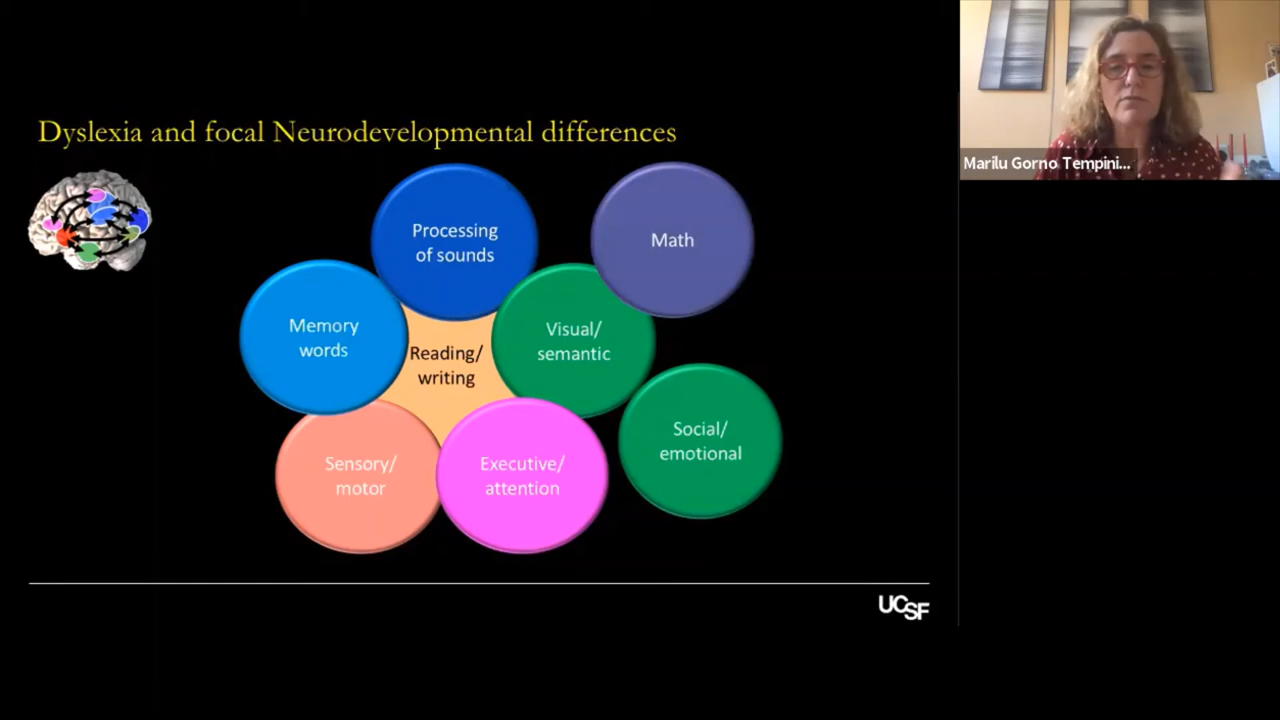 Dyslexia and focal Neurodevelopmental differences
Marilu Gorno Tempini...
Processing
of sounds
Math
Memory
words
Reading/
writing
Visual/
semantic
Sensory/
motor
Executive/
attention
Social/
emotional
UCSF